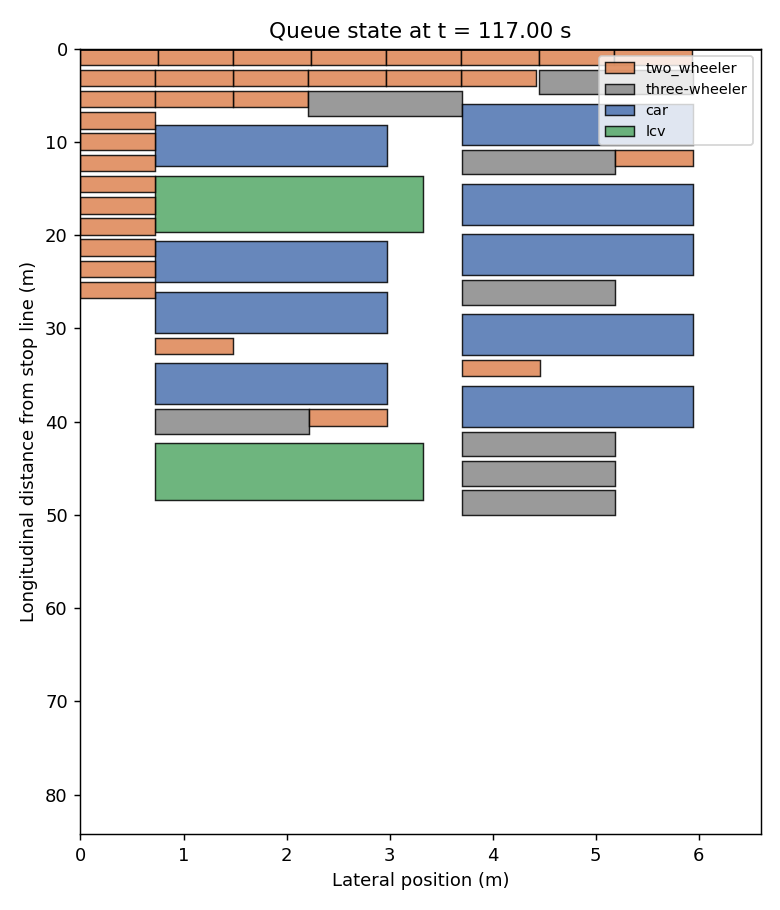 Queue state at t = 117.00 s
0
10
20
30
40
50
60
70
80
Longitudinal distance from stop line (m)
two_wheeler
three-wheeler
car
lcv
0 1 2 3 4 5 6
Lateral position (m)